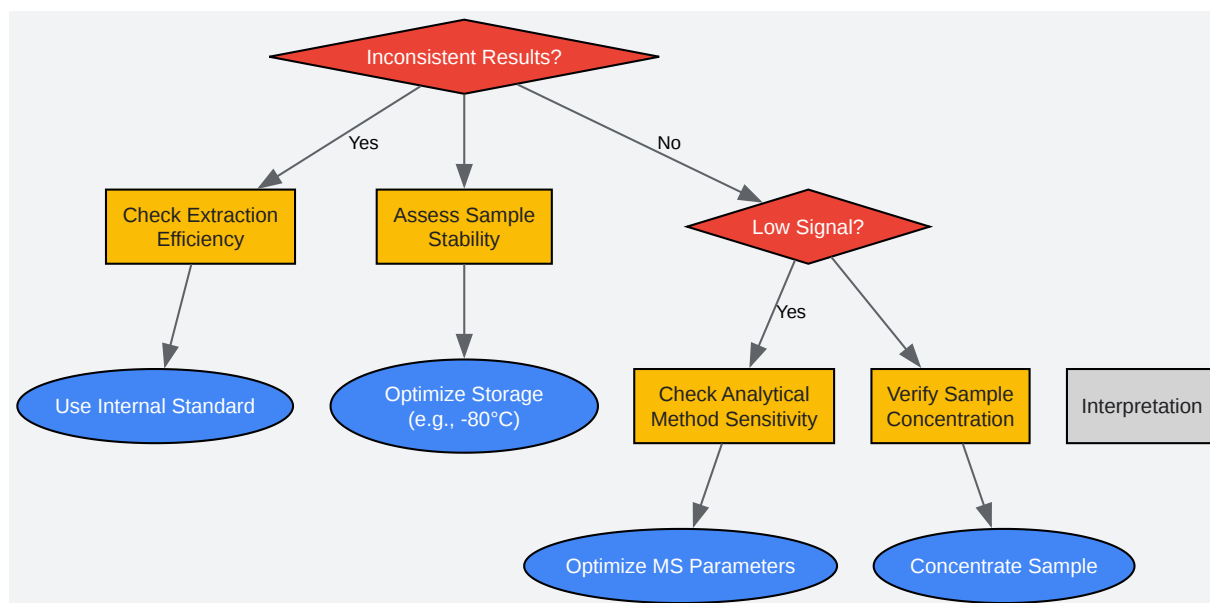 Inconsistent Results?
Yes
No
Check Extraction
Efficiency
Assess Sample
Stability
Low Signal?
Yes
Use Internal Standard
Optimize Storage
(e.g., -80°C)
Check Analytical
Method Sensitivity
Verify Sample
Concentration
Interpretation
Optimize MS Parameters
Concentrate Sample